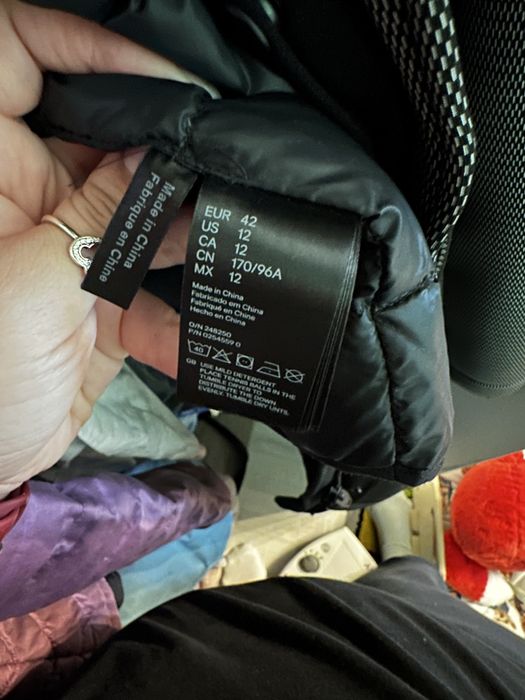 Made in China
Fabriqué en Chine
EUR 42
US 12
CA 12
CN 170/96A
MX 12
Made in China
Fabricado em China
Fabriqué en Chine
Hecho en China
O/N 248250
P/N 0254559 0
40
GB USE MILD DETERGENT
PLACE TENNIS BALLS IN THE
TUMBLE DRYER TO
DISTRIBUTE THE DOWN
EVENLY. TUMBLE DRY UNTIL